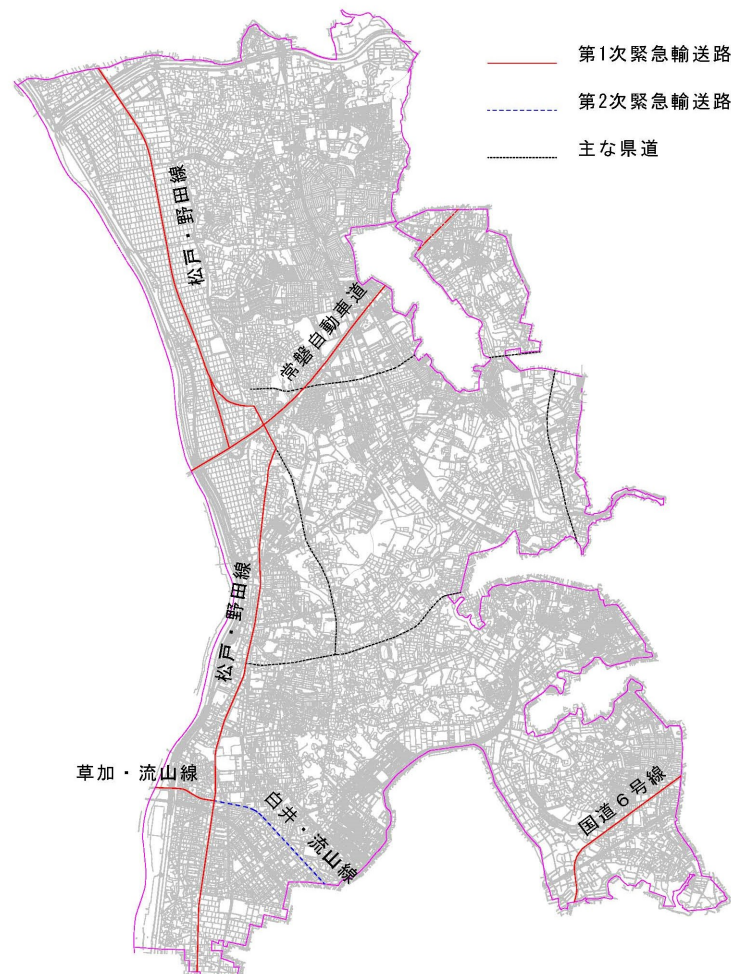 第1次緊急輸送路
第2次緊急輸送路
主な県道
松戸・野田線
常磐自動車道
松戸・野田線
草加・流山線
白井・流山線
国道6号線